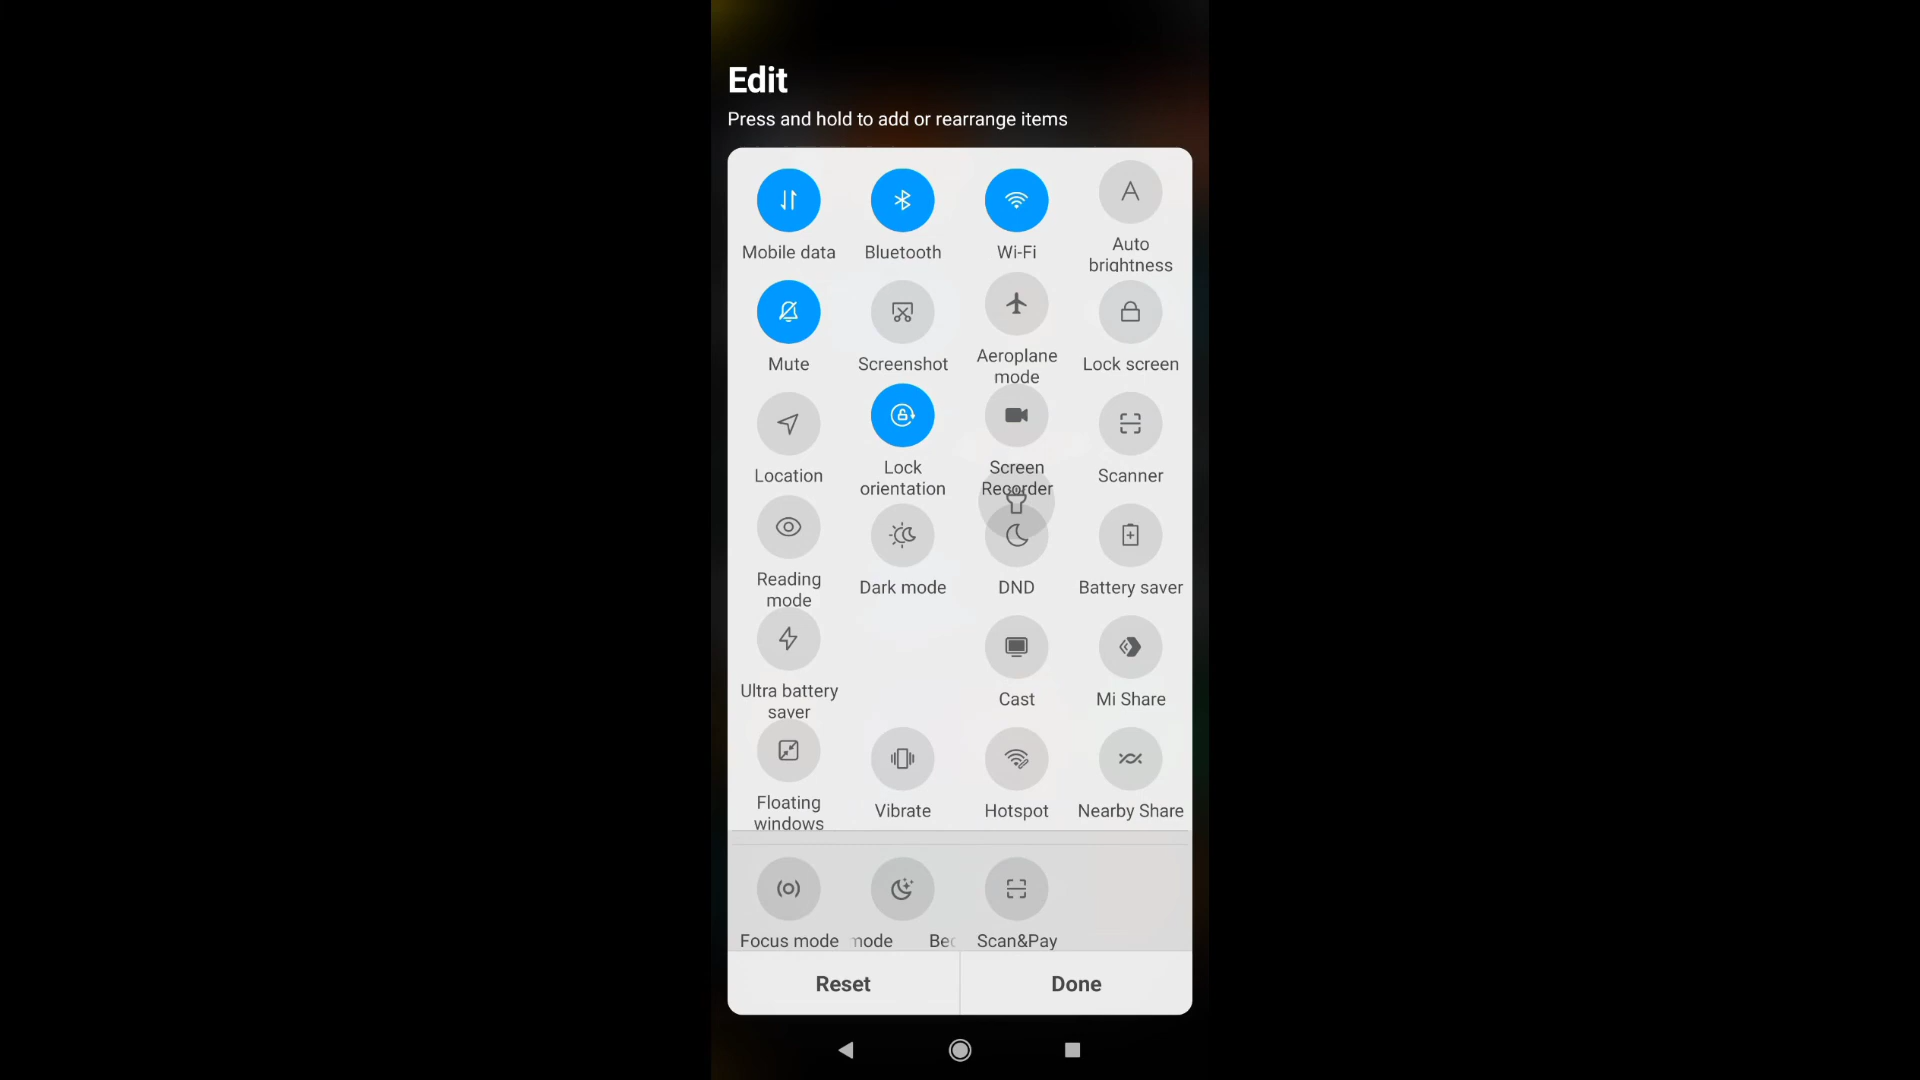 Edit
Press and hold to add or rearrange items
Mobile data
Bluetooth
Wi-Fi
A
Auto
brightness
Mute
Screenshot
Aeroplane
mode
Lock screen
Location
Lock
orientation
Screen
Recorder
Scanner
Reading
mode
Dark mode
DND
Battery saver
Ultra battery
saver
Cast
Mi Share
Floating
windows
Vibrate
Hotspot
Nearby Share
Focus mode
mode
Scan&Pay
Reset
Done